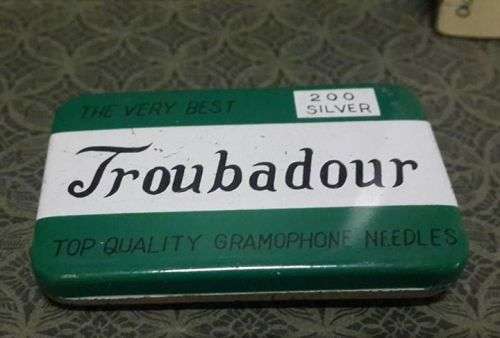 THE VERY BEST
200
SILVER
Troubadour
TOP QUALITY GRAMOPHONE NEEDLES